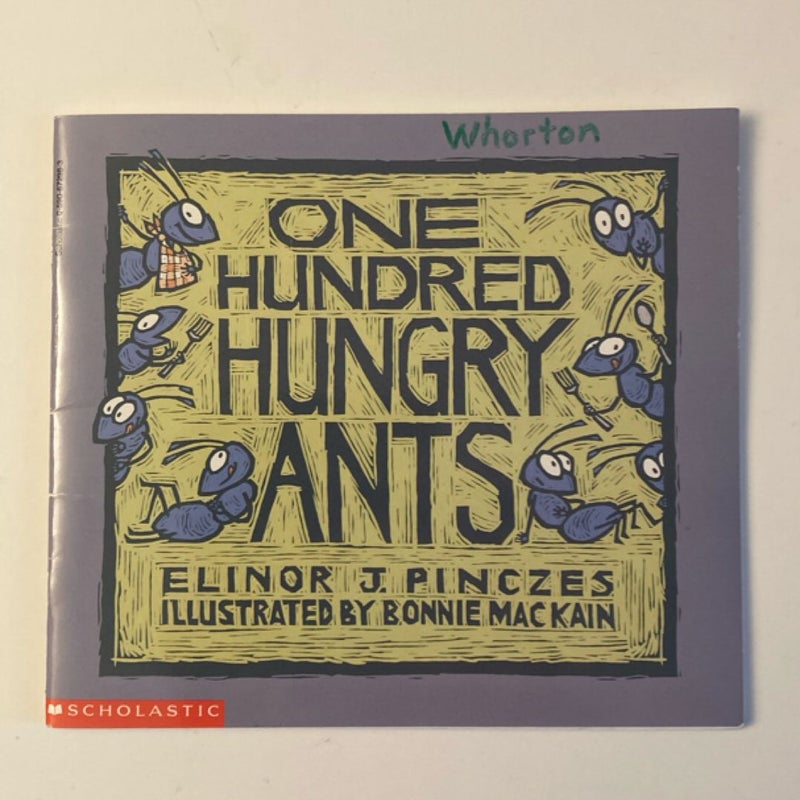 Whorton
ONE
HUNDRED
HUNGRY
ANTS
ELINOR J. PINCZES
ILLUSTRATED BY BONNIE MACKAIN
SCHOLASTIC